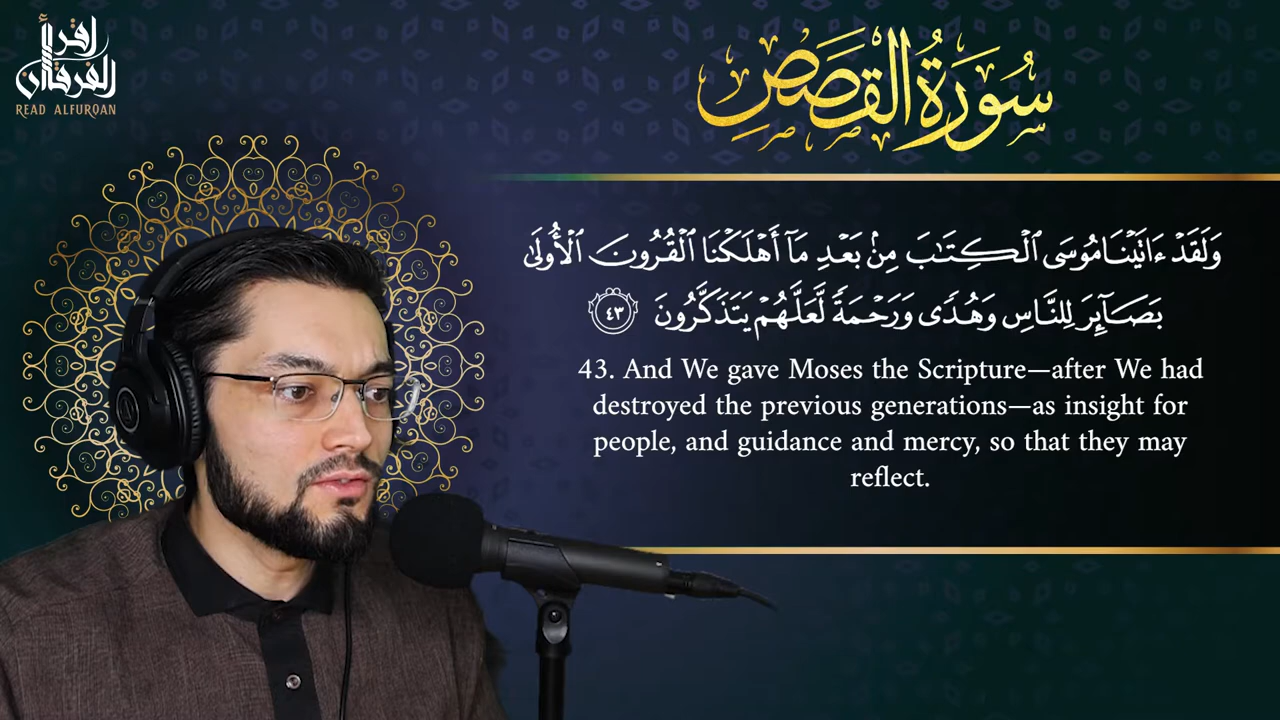 اقرأ
الفرقان
READ ALFURQAN
سُورَةُ القَصَصِ
وَلَقَدْ ءَاتَيْنَا مُوسَى ٱلْكِتَٰبَ مِنۢ بَعْدِ مَآ أَهْلَكْنَا ٱلْقُرُونَ ٱلْأُولَىٰ
بَصَآئِرَ لِلنَّاسِ وَهُدًى وَرَحْمَةً لَّعَلَّهُمْ يَتَذَكَّرُونَ ٤٣
43. And We gave Moses the Scripture—after We had
destroyed the previous generations—as insight for
people, and guidance and mercy, so that they may
reflect.